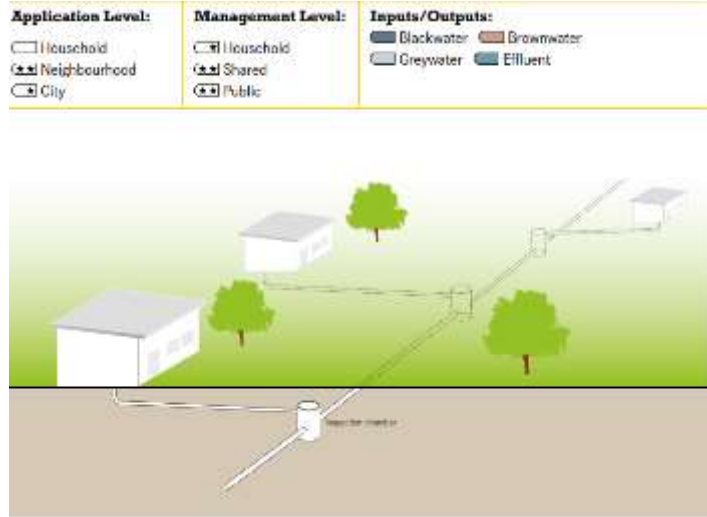 Application Level:
Household
Neighbourhood
City
Management Level:
Household
Shared
Public
Inputs/Outputs:
Blackwater Brownwater
Greywater Effluent